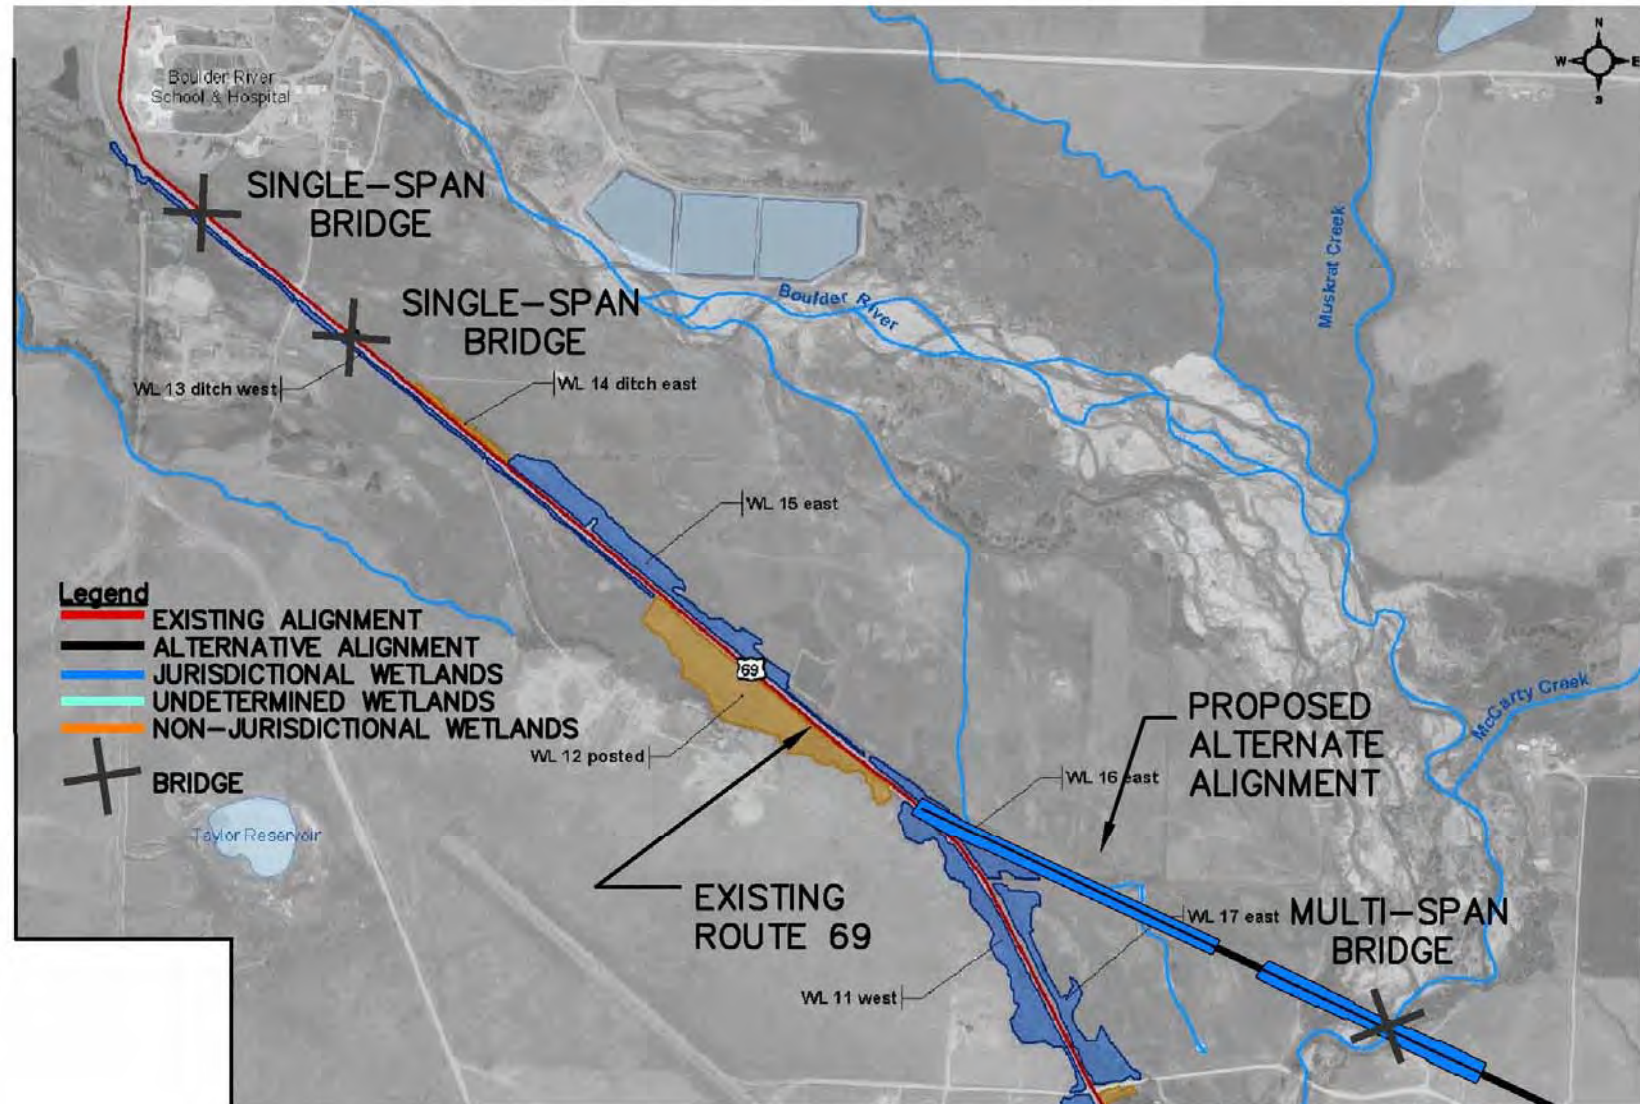 N
W
E
S
Boulder River
School & Hospital
SINGLE-SPAN
BRIDGE
SINGLE-SPAN
BRIDGE
Boulder River
Muskrat Creek
WL 13 ditch west
WL 14 ditch east
WL 15 east
Legend
EXISTING ALIGNMENT
ALTERNATIVE ALIGNMENT
JURISDICTIONAL WETLANDS
UNDETERMINED WETLANDS
NON-JURISDICTIONAL WETLANDS
BRIDGE
69
WL 12 posted
McCarty Creek
PROPOSED
ALTERNATE
ALIGNMENT
WL 16 east
Taylor Reservoir
EXISTING
ROUTE 69
WL 17 east
MULTI-SPAN
BRIDGE
WL 11 west